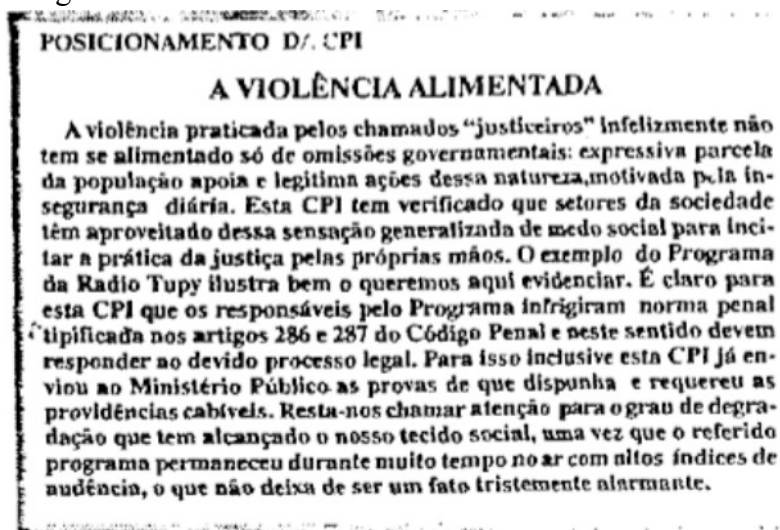 POSICIONAMENTO DA CPI
A VIOLÊNCIA ALIMENTADA
A violência praticada pelos chamados “justiceiros” infelizmente não
tem se alimentado só de omissões governamentais: expressiva parcela
da população apoia e legitima ações dessa natureza,motivada pela in-
segurança diária. Esta CPI tem verificado que setores da sociedade
têm aproveitado dessa sensação generalizada de medo social para inci-
tar a prática da justiça pelas próprias mãos. O exemplo do Programa
da Radio Tupy ilustra bem o queremos aqui evidenciar. É claro para
esta CPI que os responsáveis pelo Programa infrigiram norma penal
tipificada nos artigos 286 e 287 do Código Penal e neste sentido devem
responder ao devido processo legal. Para isso inclusive esta CPI já en-
viou ao Ministério Público as provas de que dispunha e requereu as
providências cabíveis. Resta-nos chamar atenção para o grau de degra-
dação que tem alcançado o nosso tecido social, uma vez que o referido
programa permaneceu durante muito tempo no ar com altos índices de
audência, o que não deixa de ser um fato tristemente alarmante.